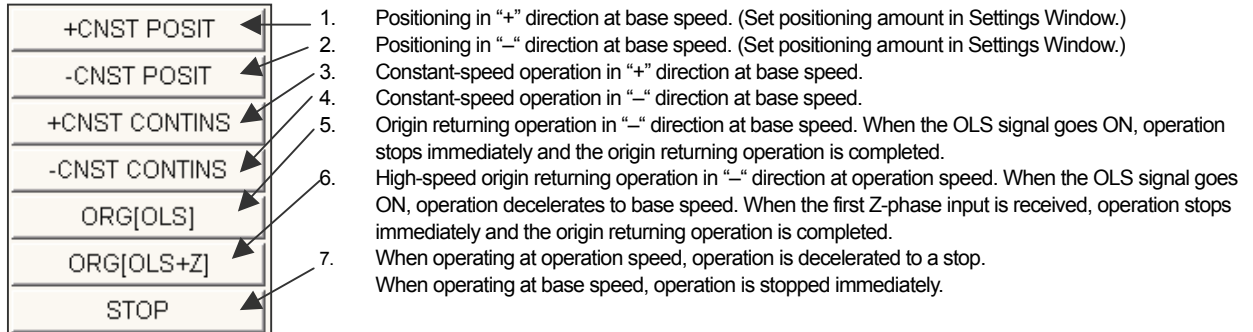 +CNST POSIT
-CNST POSIT
+CNST CONTINS
-CNST CONTINS
ORG[OLS]
ORG[OLS+Z]
STOP
1. Positioning in “+” direction at base speed. (Set positioning amount in Settings Window.)
2. Positioning in “–“ direction at base speed. (Set positioning amount in Settings Window.)
3. Constant-speed operation in “+” direction at base speed.
4. Constant-speed operation in “–“ direction at base speed.
5. Origin returning operation in “–“ direction at base speed. When the OLS signal goes ON, operation
stops immediately and the origin returning operation is completed.
6. High-speed origin returning operation in “–“ direction at operation speed. When the OLS signal goes
ON, operation decelerates to base speed. When the first Z-phase input is received, operation stops
immediately and the origin returning operation is completed.
7. When operating at operation speed, operation is decelerated to a stop.
When operating at base speed, operation is stopped immediately.